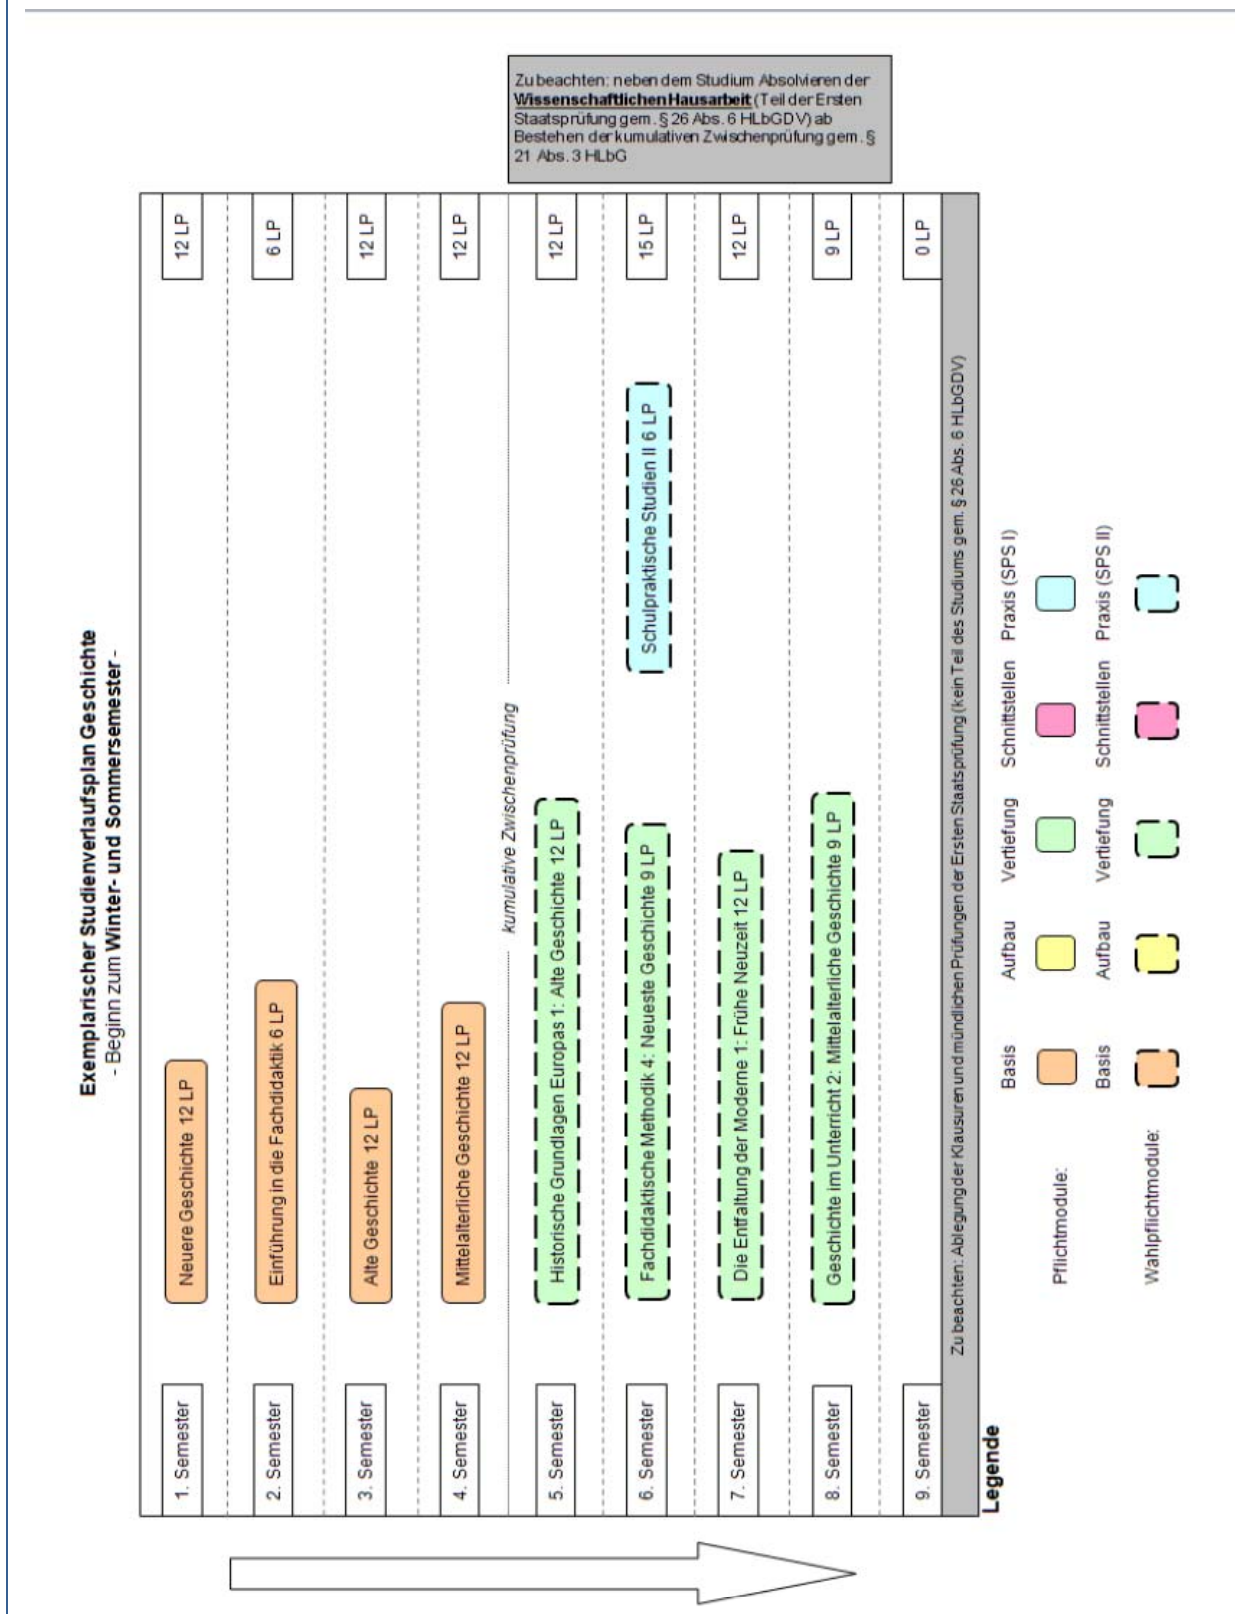 Exemplarischer Studienverlaufsplan Geschichte
- Beginn zum Winter- und Sommersemester -
1. Semester
Neuere Geschichte 12 LP
12 LP
2. Semester
Einführung in die Fachdidaktik 6 LP
6 LP
3. Semester
Alte Geschichte 12 LP
12 LP
4. Semester
Mittelalterliche Geschichte 12 LP
12 LP
kumulative Zwischenprüfung
5. Semester
Historische Grundlagen Europas 1: Alte Geschichte 12 LP
12 LP
6. Semester
Fachdidaktische Methodik 4: Neueste Geschichte 9 LP
Schulpraktische Studien II 6 LP
15 LP
7. Semester
Die Entfaltung der Moderne 1: Frühe Neuzeit 12 LP
12 LP
8. Semester
Geschichte im Unterricht 2: Mittelalterliche Geschichte 9 LP
9 LP
9. Semester
0 LP
Zu beachten: neben dem Studium Absolvieren der
Wissenschaftlichen Hausarbeit (Teil der Ersten
Staatsprüfung gem. § 26 Abs. 6 HLbGDV) ab
Bestehen der kumulativen Zwischenprüfung gem. §
21 Abs. 3 HLbG
Zu beachten: Ablegung der Klausuren und mündlichen Prüfungen der Ersten Staatsprüfung (kein Teil des Studiums gem. § 26 Abs. 6 HLbGDV)
Legende
Basis Aufbau Vertiefung Schnittstellen Praxis (SPS I)
Pflichtmodule:
Basis Aufbau Vertiefung Schnittstellen Praxis (SPS II)
Wahlpflichtmodule: